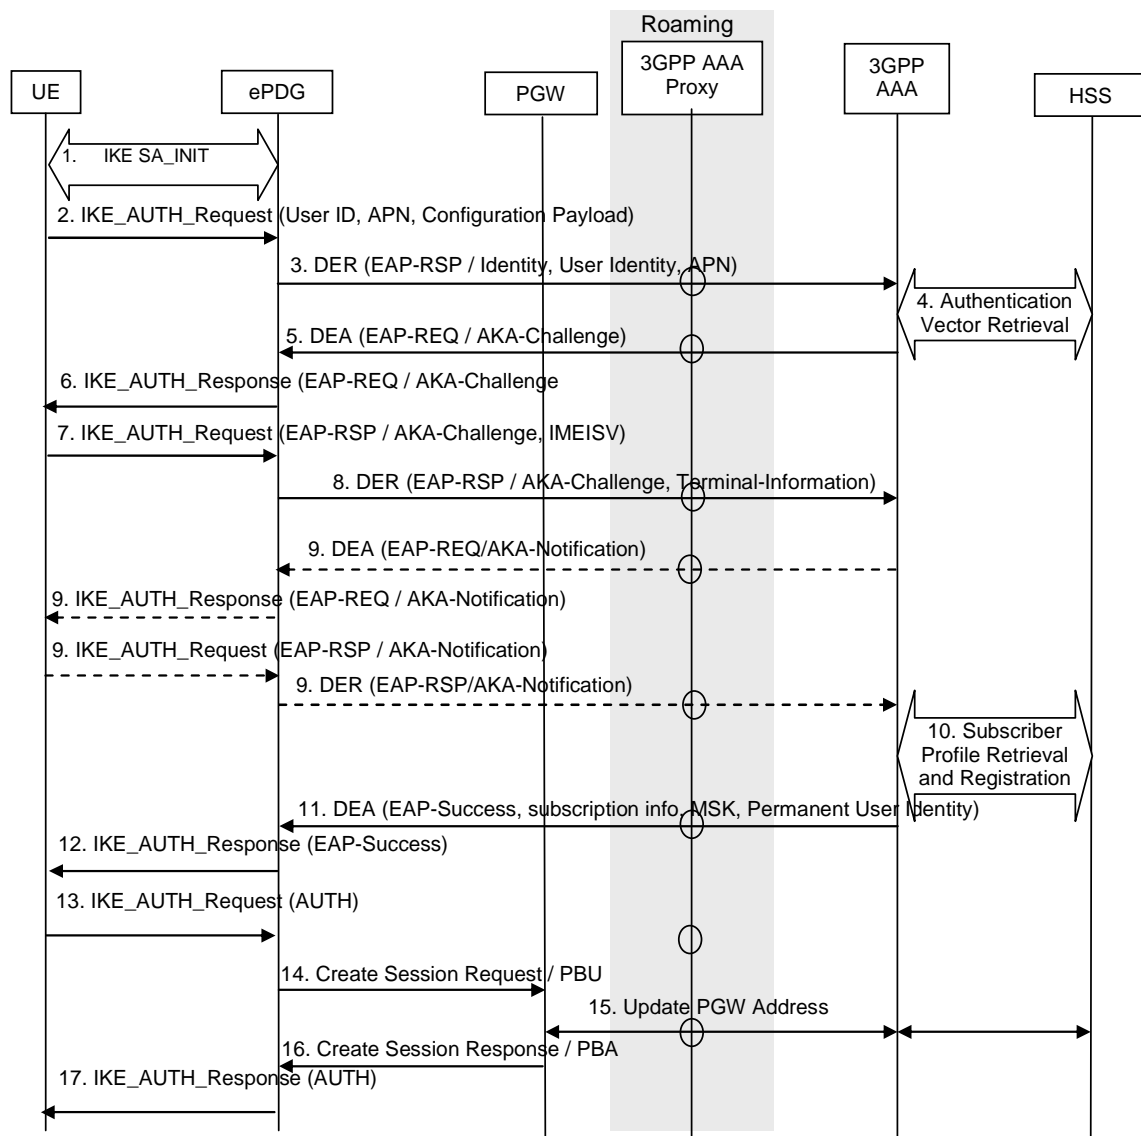 Roaming
UE
ePDG
PGW
3GPP AAA
Proxy
3GPP
AAA
HSS
1. IKE SA_INIT
2. IKE_AUTH_Request (User ID, APN, Configuration Payload)
3. DER (EAP-RSP / Identity, User Identity, APN)
4. Authentication
Vector Retrieval
5. DEA (EAP-REQ / AKA-Challenge)
6. IKE_AUTH_Response (EAP-REQ / AKA-Challenge
7. IKE_AUTH_Request (EAP-RSP / AKA-Challenge, IMEISV)
8. DER (EAP-RSP / AKA-Challenge, Terminal-Information)
9. DEA (EAP-REQ/AKA-Notification)
9. IKE_AUTH_Response (EAP-REQ / AKA-Notification)
9. IKE_AUTH_Request (EAP-RSP / AKA-Notification)
9. DER (EAP-RSP/AKA-Notification)
10. Subscriber
Profile Retrieval
and Registration
11. DEA (EAP-Success, subscription info, MSK, Permanent User Identity)
12. IKE_AUTH_Response (EAP-Success)
13. IKE_AUTH_Request (AUTH)
14. Create Session Request / PBU
15. Update PGW Address
16. Create Session Response / PBA
17. IKE_AUTH_Response (AUTH)